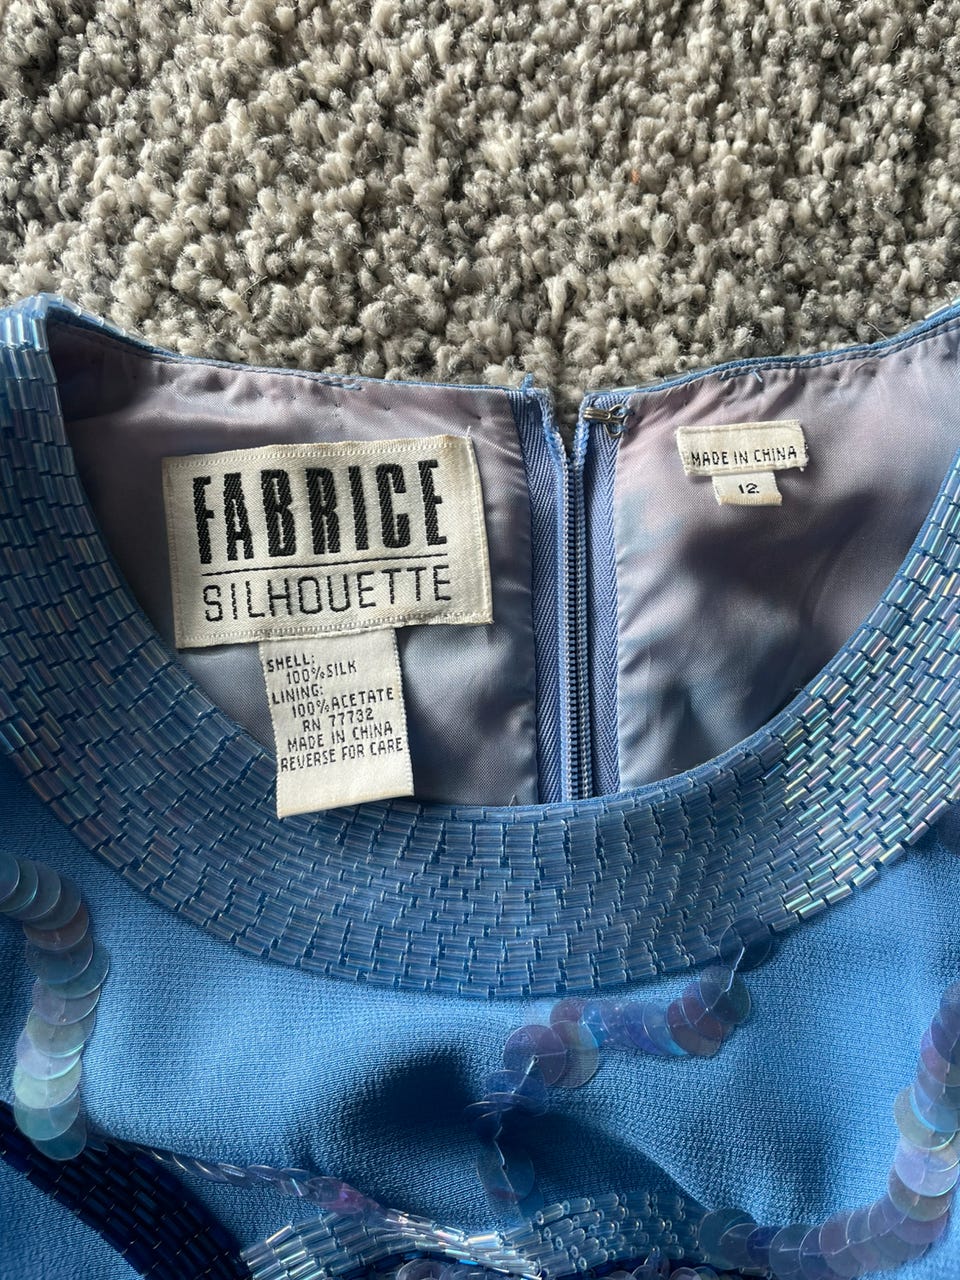 FABRICE
SILHOUETTE
SHELL:
100% SILK
LINING:
100% ACETATE
RN 77732
MADE IN CHINA
REVERSE FOR CARE
MADE IN CHINA
12